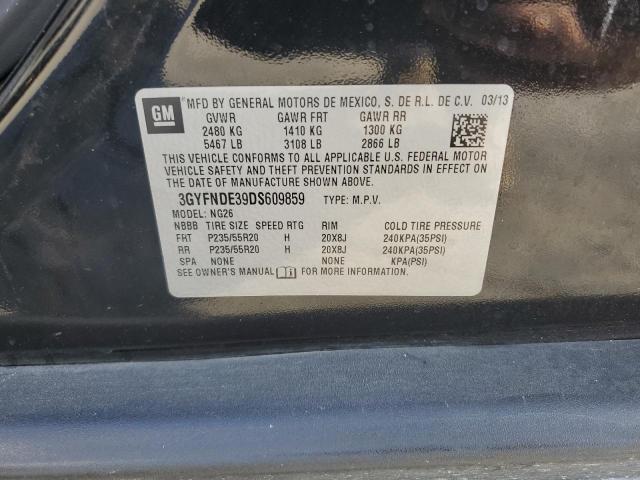 GM
® MFD BY GENERAL MOTORS DE MEXICO, S. DE R.L. DE C.V. 03/13
GVWR GAWR FRT GAWR RR
2480 KG 1410 KG 1300 KG
5467 LB 3108 LB 2866 LB
THIS VEHICLE CONFORMS TO ALL APPLICABLE U.S. FEDERAL MOTOR
VEHICLE SAFETY AND THEFT PREVENTION STANDARDS IN EFFECT ON
THE DATE OF MANUFACTURE SHOWN ABOVE.
3GYFNDE39DS609859 TYPE: M.P.V.
MODEL: NG26
NBBB TIRE SIZE SPEED RTG RIM COLD TIRE PRESSURE
FRT P235/55R20 H 20X8J 240KPA(35PSI)
RR P235/55R20 H 20X8J 240KPA(35PSI)
SPA NONE NONE KPA(PSI)
SEE OWNER'S MANUAL FOR MORE INFORMATION.